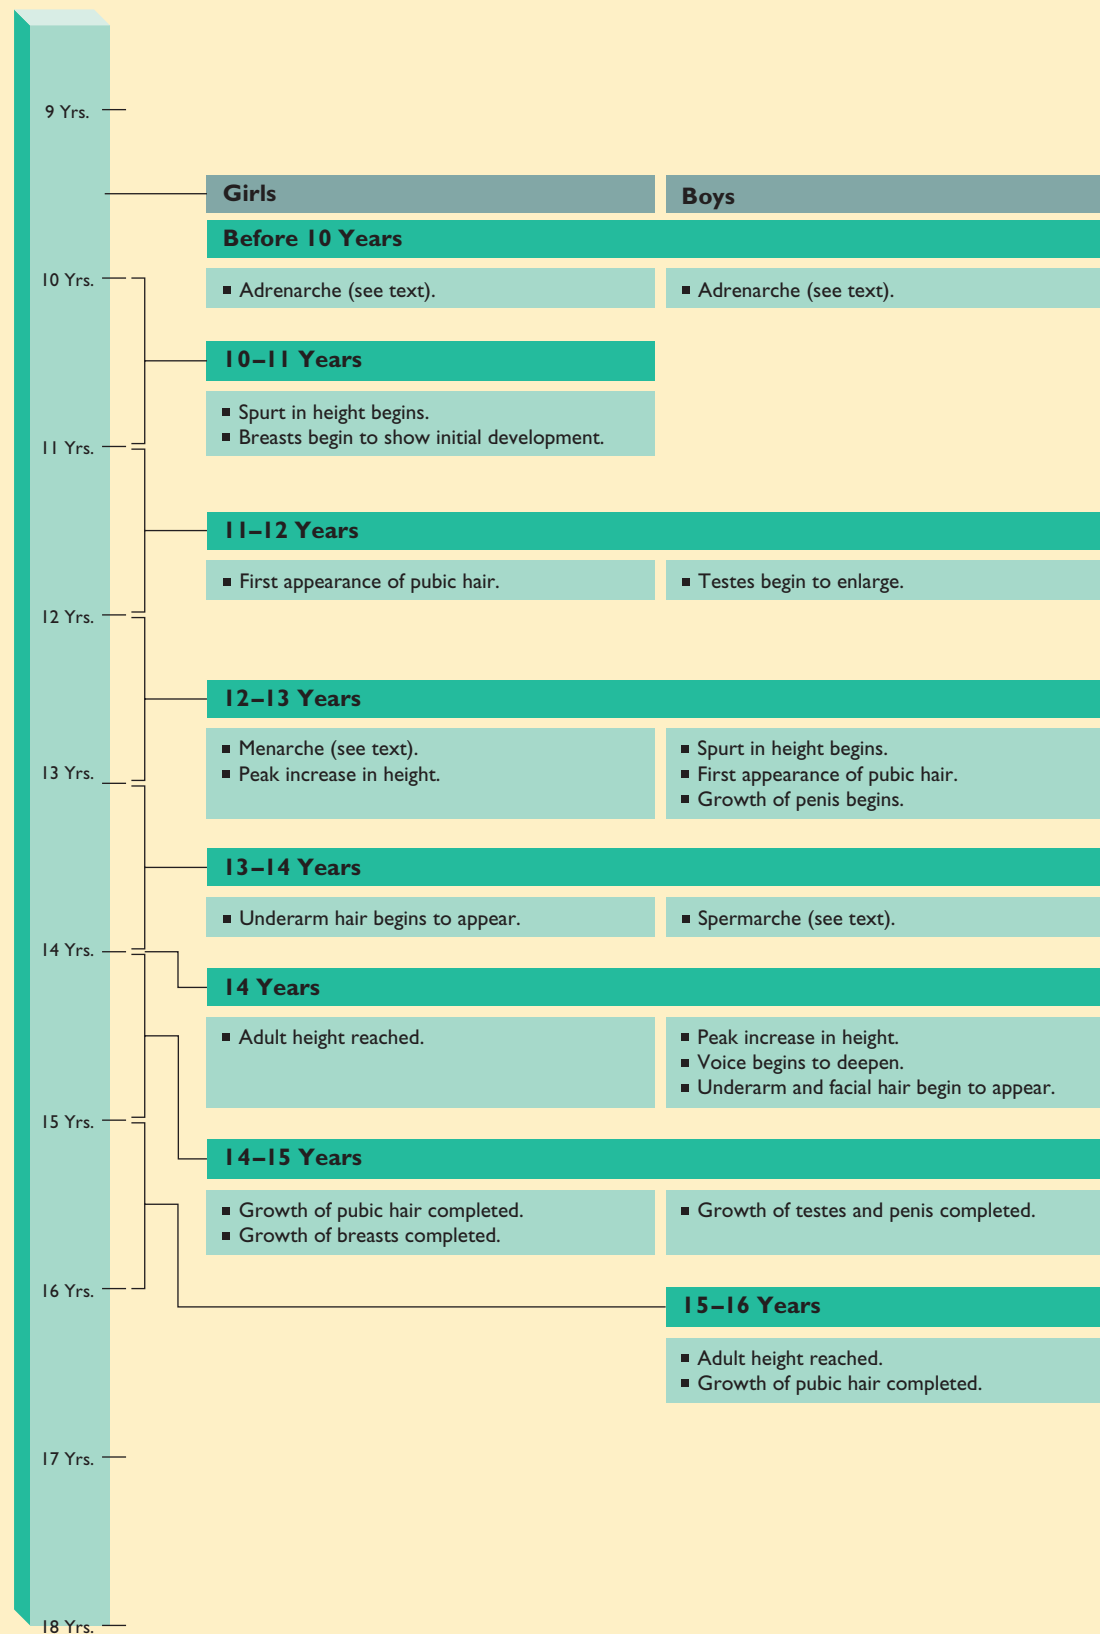 9 Yrs.
Girls
Boys
Before 10 Years
10 Yrs.
■ Adrenarche (see text).
■ Adrenarche (see text).
10–11 Years
■ Spurt in height begins.
■ Breasts begin to show initial development.
11 Yrs.
11–12 Years
■ First appearance of pubic hair.
■ Testes begin to enlarge.
12 Yrs.
12–13 Years
■ Menarche (see text).
■ Peak increase in height.
■ Spurt in height begins.
■ First appearance of pubic hair.
■ Growth of penis begins.
13 Yrs.
13–14 Years
■ Underarm hair begins to appear.
■ Spermarche (see text).
14 Yrs.
14 Years
■ Adult height reached.
■ Peak increase in height.
■ Voice begins to deepen.
■ Underarm and facial hair begin to appear.
15 Yrs.
14–15 Years
■ Growth of pubic hair completed.
■ Growth of breasts completed.
■ Growth of testes and penis completed.
16 Yrs.
15–16 Years
■ Adult height reached.
■ Growth of pubic hair completed.
17 Yrs.
18 Yrs.